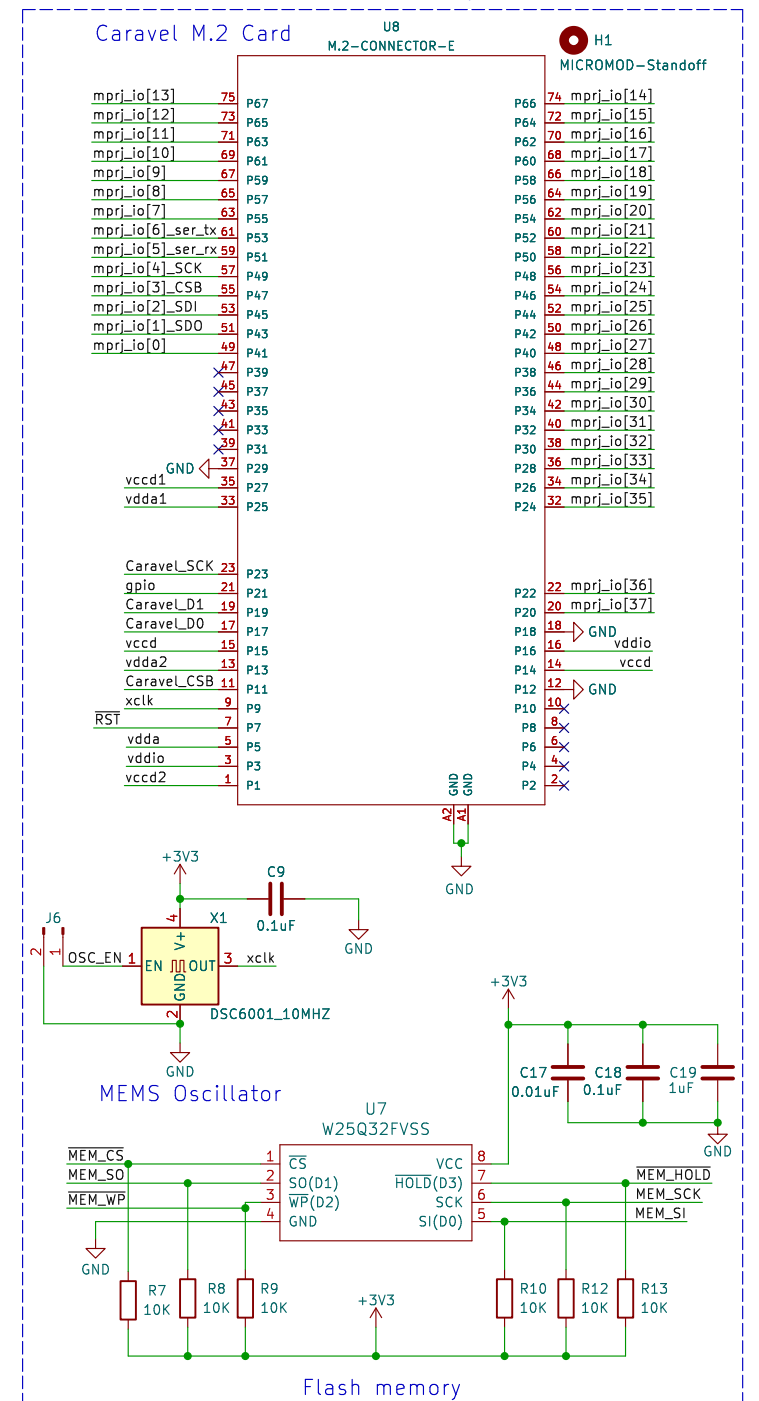 Caravel M.2 Card
U8
M.2-CONNECTOR-E
H1
MICROMOD-Standoff
mprj_io[13] 75 P67 P66 74 mprj_io[14]
mprj_io[12] 73 P65 P64 72 mprj_io[15]
mprj_io[11] 71 P63 P62 70 mprj_io[16]
mprj_io[10] 69 P61 P60 68 mprj_io[17]
mprj_io[9] 67 P59 P58 66 mprj_io[18]
mprj_io[8] 65 P57 P56 64 mprj_io[19]
mprj_io[7] 63 P55 P54 62 mprj_io[20]
mprj_io[6]_ser_tx 61 P53 P52 60 mprj_io[21]
mprj_io[5]_ser_rx 59 P51 P50 58 mprj_io[22]
mprj_io[4]_SCK 57 P49 P48 56 mprj_io[23]
mprj_io[3]_CSB 55 P47 P46 54 mprj_io[24]
mprj_io[2]_SDI 53 P45 P44 52 mprj_io[25]
mprj_io[1]_SDO 51 P43 P42 50 mprj_io[26]
mprj_io[0] 49 P41 P40 48 mprj_io[27]
47 P39 P38 46 mprj_io[28]
45 P37 P36 44 mprj_io[29]
43 P35 P34 42 mprj_io[30]
41 P33 P32 40 mprj_io[31]
39 P31 P30 38 mprj_io[32]
GND 37 P29 P28 36 mprj_io[33]
vccd1 35 P27 P26 34 mprj_io[34]
vdda1 33 P25 P24 32 mprj_io[35]
Caravel_SCK 23 P23
gpio 21 P21 P22 22 mprj_io[36]
Caravel_D1 19 P19 P20 20 mprj_io[37]
Caravel_D0 17 P17 P18 18 GND
vccd 15 P15 P16 16 vddio
vdda2 13 P13 P14 14 vccd
Caravel_CSB 11 P11 P12 12 GND
xclk 9 P9 P10 10
RST 7 P7 P8 8
vdda 5 P5 P6 6
vddio 3 P3 P4 4
vccd2 1 P1 P2 2
GND GND
A2 A1
GND
+3V3
C9
0.1uF
GND
J6
2 1
4
X1
V+
OSC_EN 1 EN OUT 3 xclk
GND
2
DSC6001_10MHZ
GND
MEMS Oscillator
+3V3
C17
0.01uF
C18
0.1uF
C19
1uF
GND
U7
W25Q32FVSS
MEM_CS 1 CS VCC 8
MEM_SO 2 SO(D1) HOLD(D3) 7 MEM_HOLD
MEM_WP 3 WP(D2) SCK 6 MEM_SCK
4 GND SI(D0) 5 MEM_SI
GND
R7
10K
R8
10K
R9
10K
+3V3
R10
10K
R12
10K
R13
10K
Flash memory